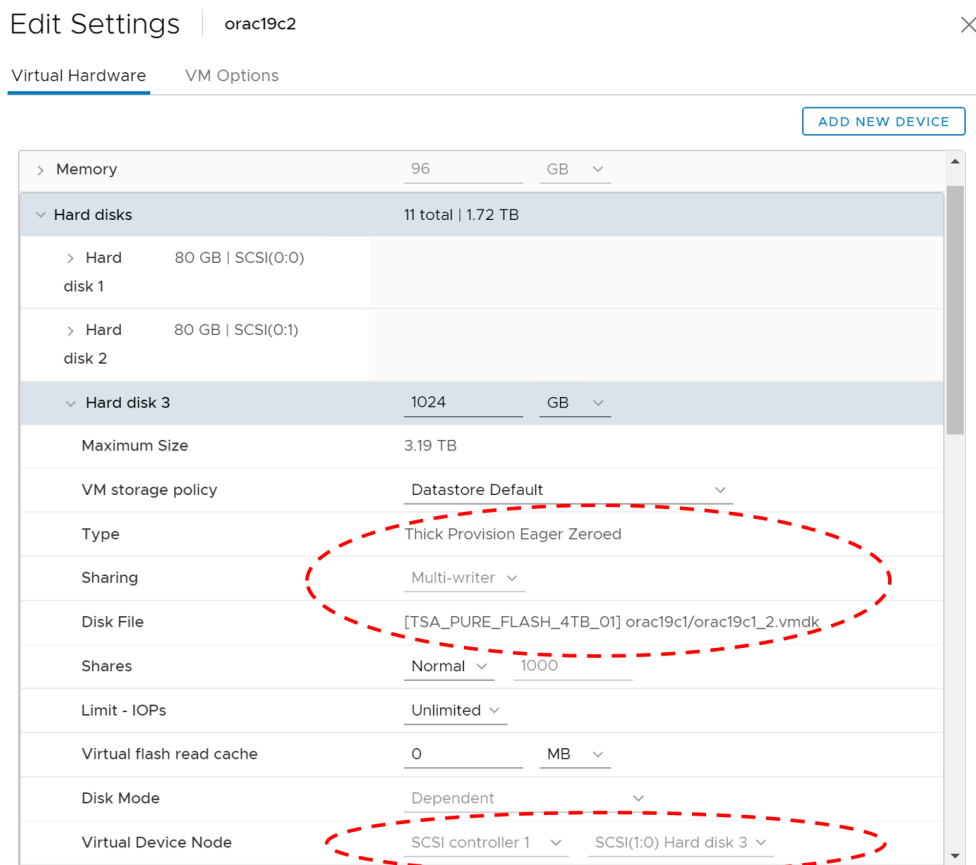 Edit Settings orac19c2
Virtual Hardware VM Options
ADD NEW DEVICE
Memory 96 GB
Hard disks 11 total | 1.72 TB
Hard disk 1 80 GB | SCSI(0:0)
Hard disk 2 80 GB | SCSI(0:1)
Hard disk 3 1024 GB
Maximum Size 3.19 TB
VM storage policy Datastore Default
Type Thick Provision Eager Zeroed
Sharing Multi-writer
Disk File [TSA_PURE_FLASH_4TB_01] orac19c1/orac19c1_2.vmdk
Shares Normal 1000
Limit - IOPs Unlimited
Virtual flash read cache 0 MB
Disk Mode Dependent
Virtual Device Node SCSI controller 1 SCSI(1:0) Hard disk 3